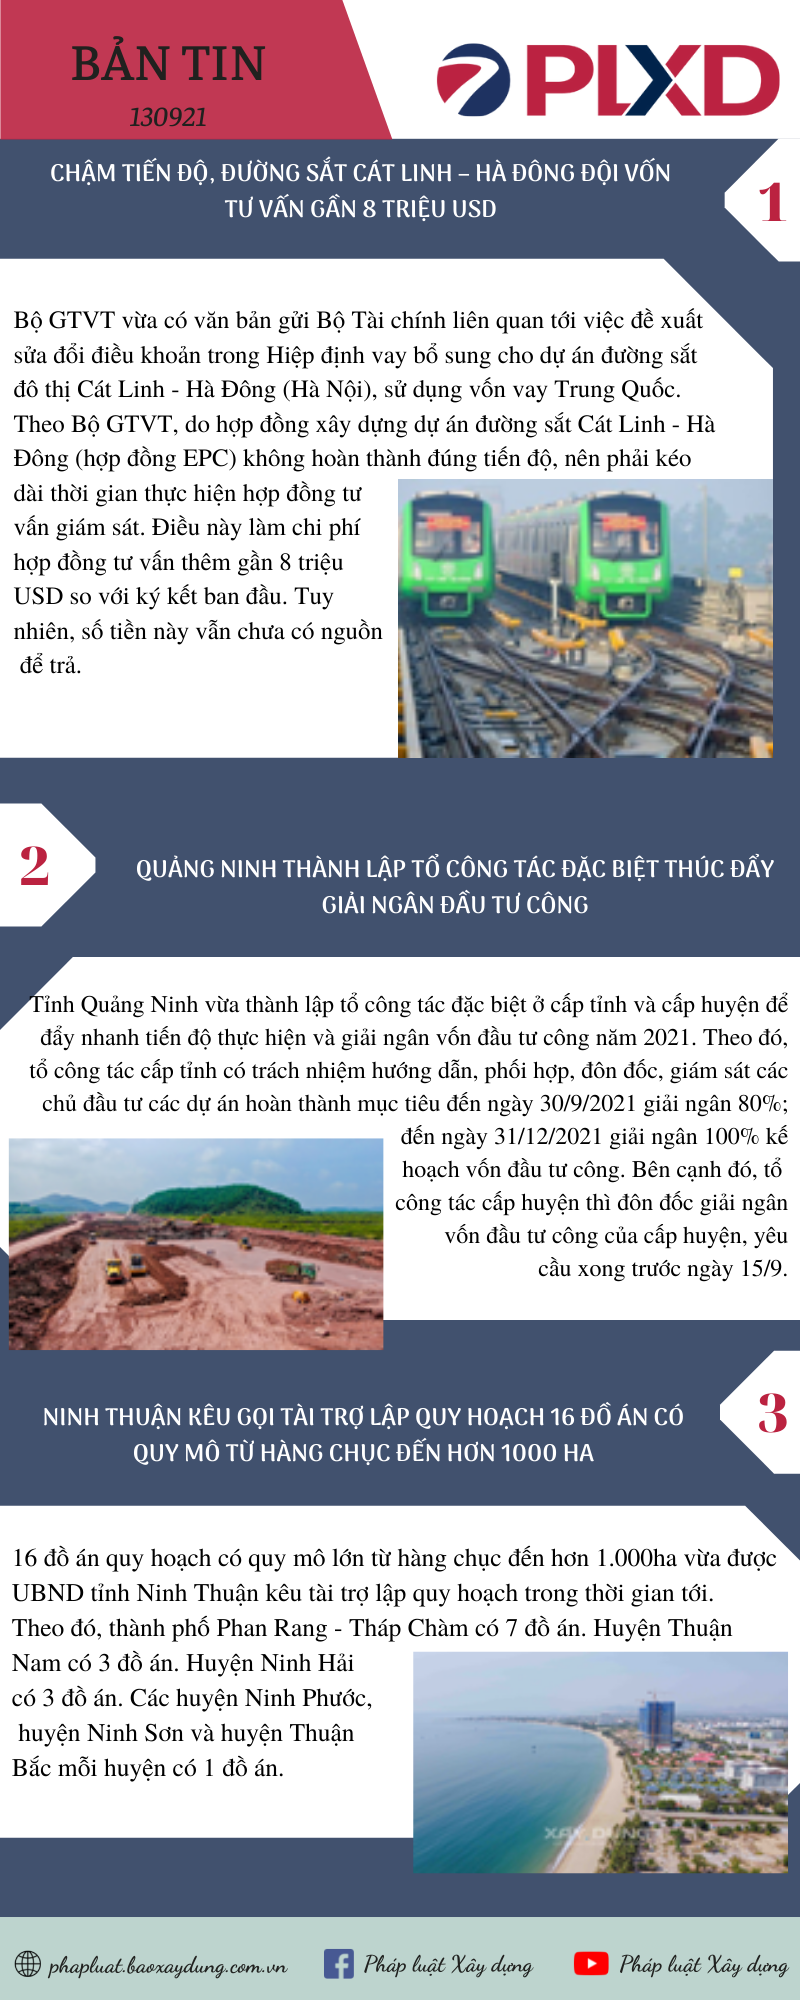 BẢN TIN
130921
PLXD
CHẬM TIẾN ĐỘ, ĐƯỜNG SẮT CÁT LINH – HÀ ĐÔNG ĐỘI VỐN
TƯ VẤN GẦN 8 TRIỆU USD
1
Bộ GTVT vừa có văn bản gửi Bộ Tài chính liên quan tới việc đề xuất
sửa đổi điều khoản trong Hiệp định vay bổ sung cho dự án đường sắt
đô thị Cát Linh - Hà Đông (Hà Nội), sử dụng vốn vay Trung Quốc.
Theo Bộ GTVT, do hợp đồng xây dựng dự án đường sắt Cát Linh - Hà
Đông (hợp đồng EPC) không hoàn thành đúng tiến độ, nên phải kéo
dài thời gian thực hiện hợp đồng tư
vấn giám sát. Điều này làm chi phí
hợp đồng tư vấn thêm gần 8 triệu
USD so với ký kết ban đầu. Tuy
nhiên, số tiền này vẫn chưa có nguồn
để trả.
2
QUẢNG NINH THÀNH LẬP TỔ CÔNG TÁC ĐẶC BIỆT THÚC ĐẨY
GIẢI NGÂN ĐẦU TƯ CÔNG
Tỉnh Quảng Ninh vừa thành lập tổ công tác đặc biệt ở cấp tỉnh và cấp huyện để
đẩy nhanh tiến độ thực hiện và giải ngân vốn đầu tư công năm 2021. Theo đó,
tổ công tác cấp tỉnh có trách nhiệm hướng dẫn, phối hợp, đôn đốc, giám sát các
chủ đầu tư các dự án hoàn thành mục tiêu đến ngày 30/9/2021 giải ngân 80%;
đến ngày 31/12/2021 giải ngân 100% kế
hoạch vốn đầu tư công. Bên cạnh đó, tổ
công tác cấp huyện thì đôn đốc giải ngân
vốn đầu tư công của cấp huyện, yêu
cầu xong trước ngày 15/9.
NINH THUẬN KÊU GỌI TÀI TRỢ LẬP QUY HOẠCH 16 ĐỒ ÁN CÓ
QUY MÔ TỪ HÀNG CHỤC ĐẾN HƠN 1000 HA
3
16 đồ án quy hoạch có quy mô lớn từ hàng chục đến hơn 1.000ha vừa được
UBND tỉnh Ninh Thuận kêu tài trợ lập quy hoạch trong thời gian tới.
Theo đó, thành phố Phan Rang - Tháp Chàm có 7 đồ án. Huyện Thuận
Nam có 3 đồ án. Huyện Ninh Hải
có 3 đồ án. Các huyện Ninh Phước,
huyện Ninh Sơn và huyện Thuận
Bắc mỗi huyện có 1 đồ án.
XAY DUNG
phapluat.baoxaydung.com.vn
Pháp luật Xây dựng
Pháp luật Xây dựng